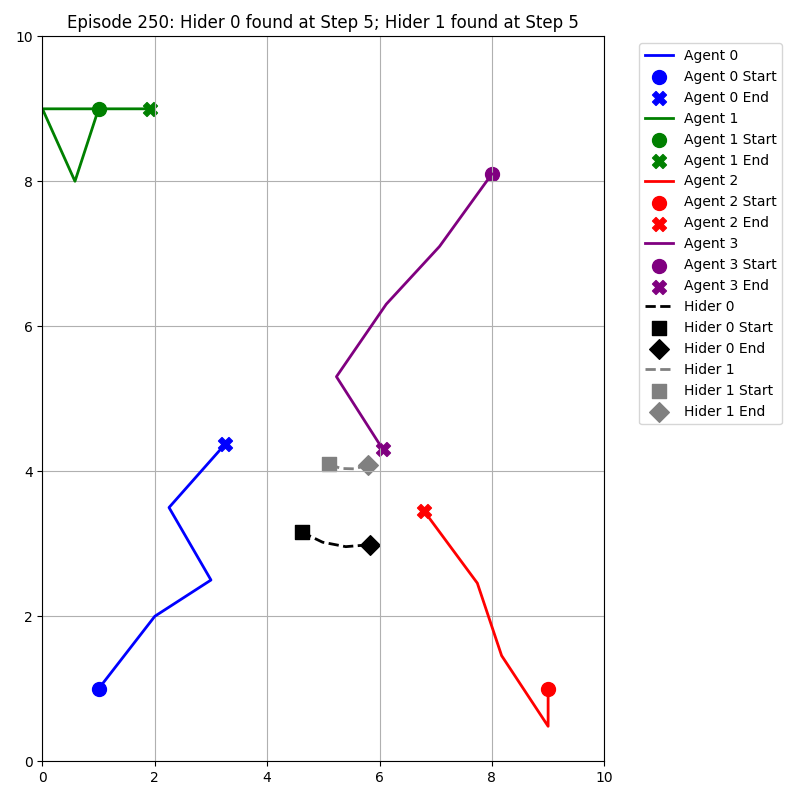 Episode 250: Hider 0 found at Step 5; Hider 1 found at Step 5
10
8
6
4
2
0
0 2 4 6 8 10
Agent 0
Agent 0 Start
Agent 0 End
Agent 1
Agent 1 Start
Agent 1 End
Agent 2
Agent 2 Start
Agent 2 End
Agent 3
Agent 3 Start
Agent 3 End
Hider 0
Hider 0 Start
Hider 0 End
Hider 1
Hider 1 Start
Hider 1 End